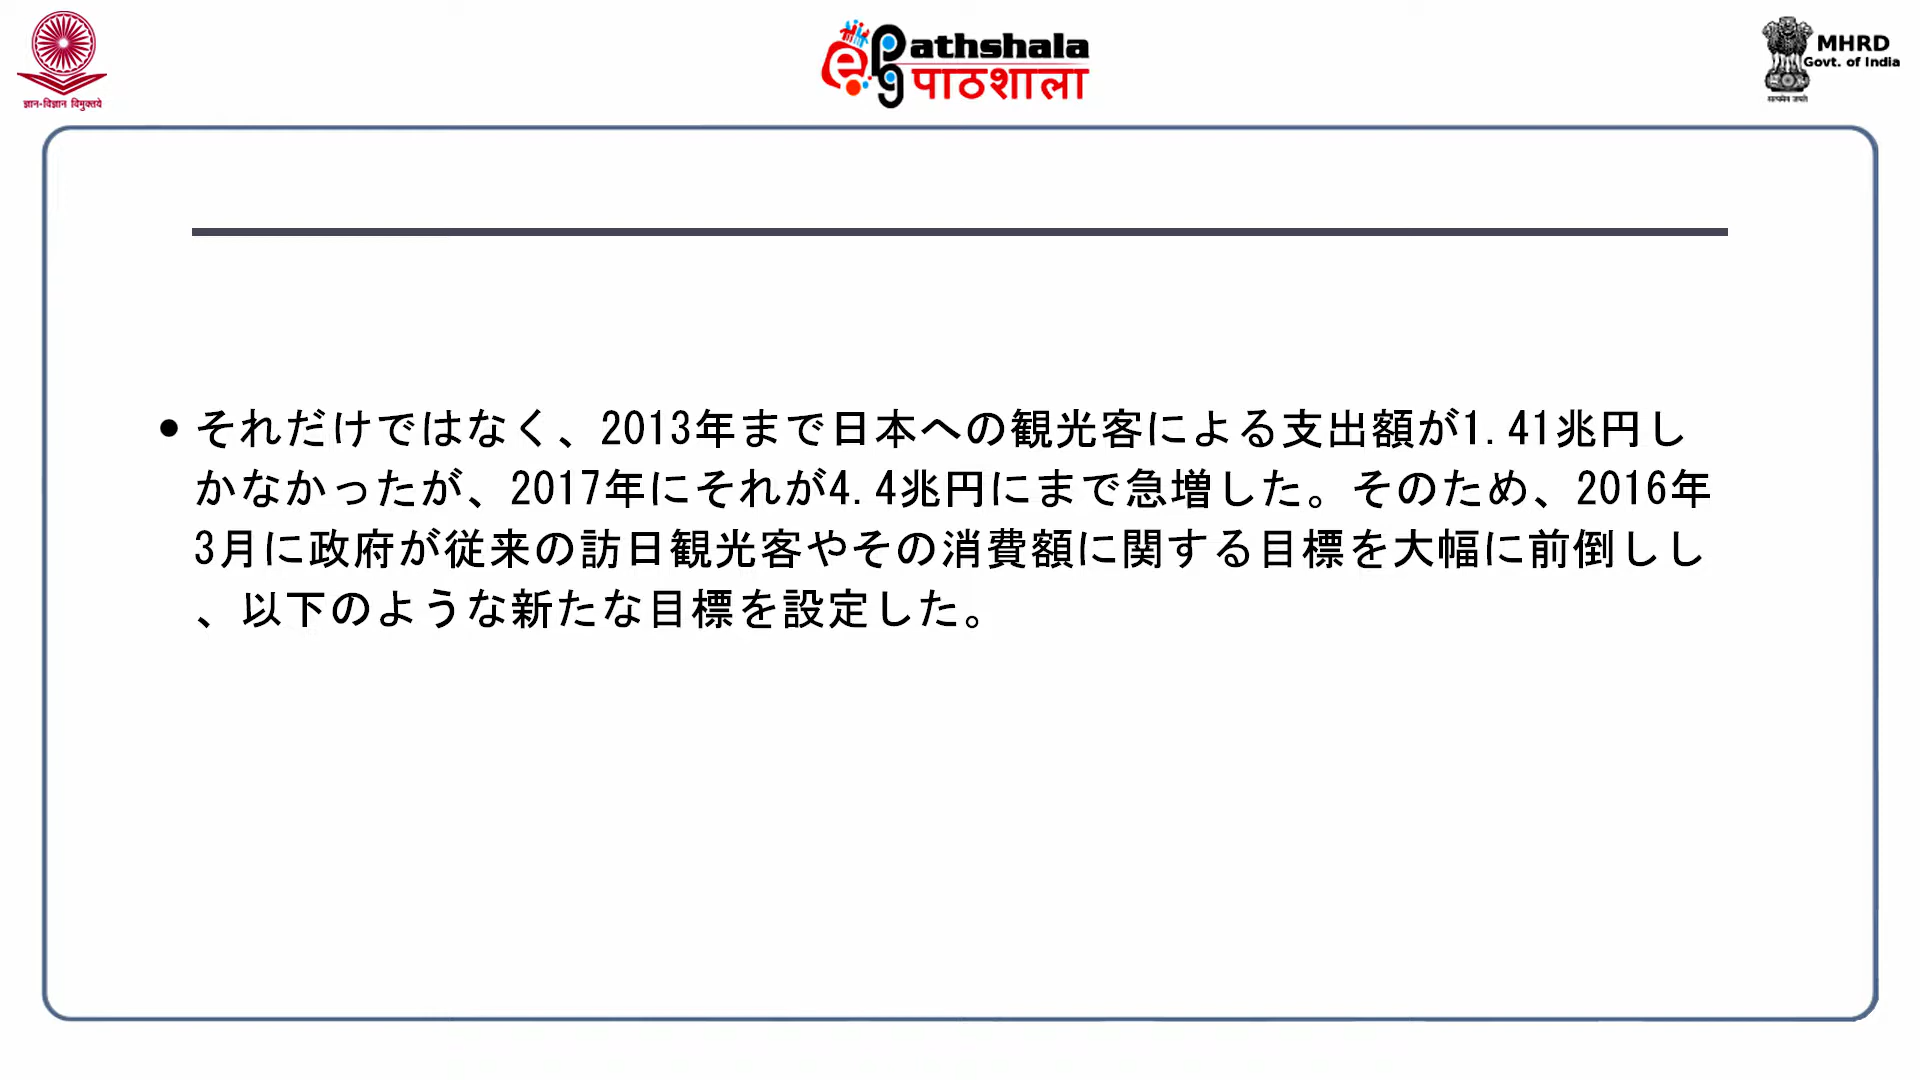 ज्ञान-विज्ञान विमुक्तये
ePathshala
पाठशाला
MHRD
Govt. of India
सत्यमेव जयते
• それだけではなく、2013年まで日本への観光客による支出額が1.41兆円し
かなかったが、2017年にそれが4.4兆円にまで急増した。そのため、2016年
3月に政府が従来の訪日観光客やその消費額に関する目標を大幅に前倒しし
、以下のような新たな目標を設定した。